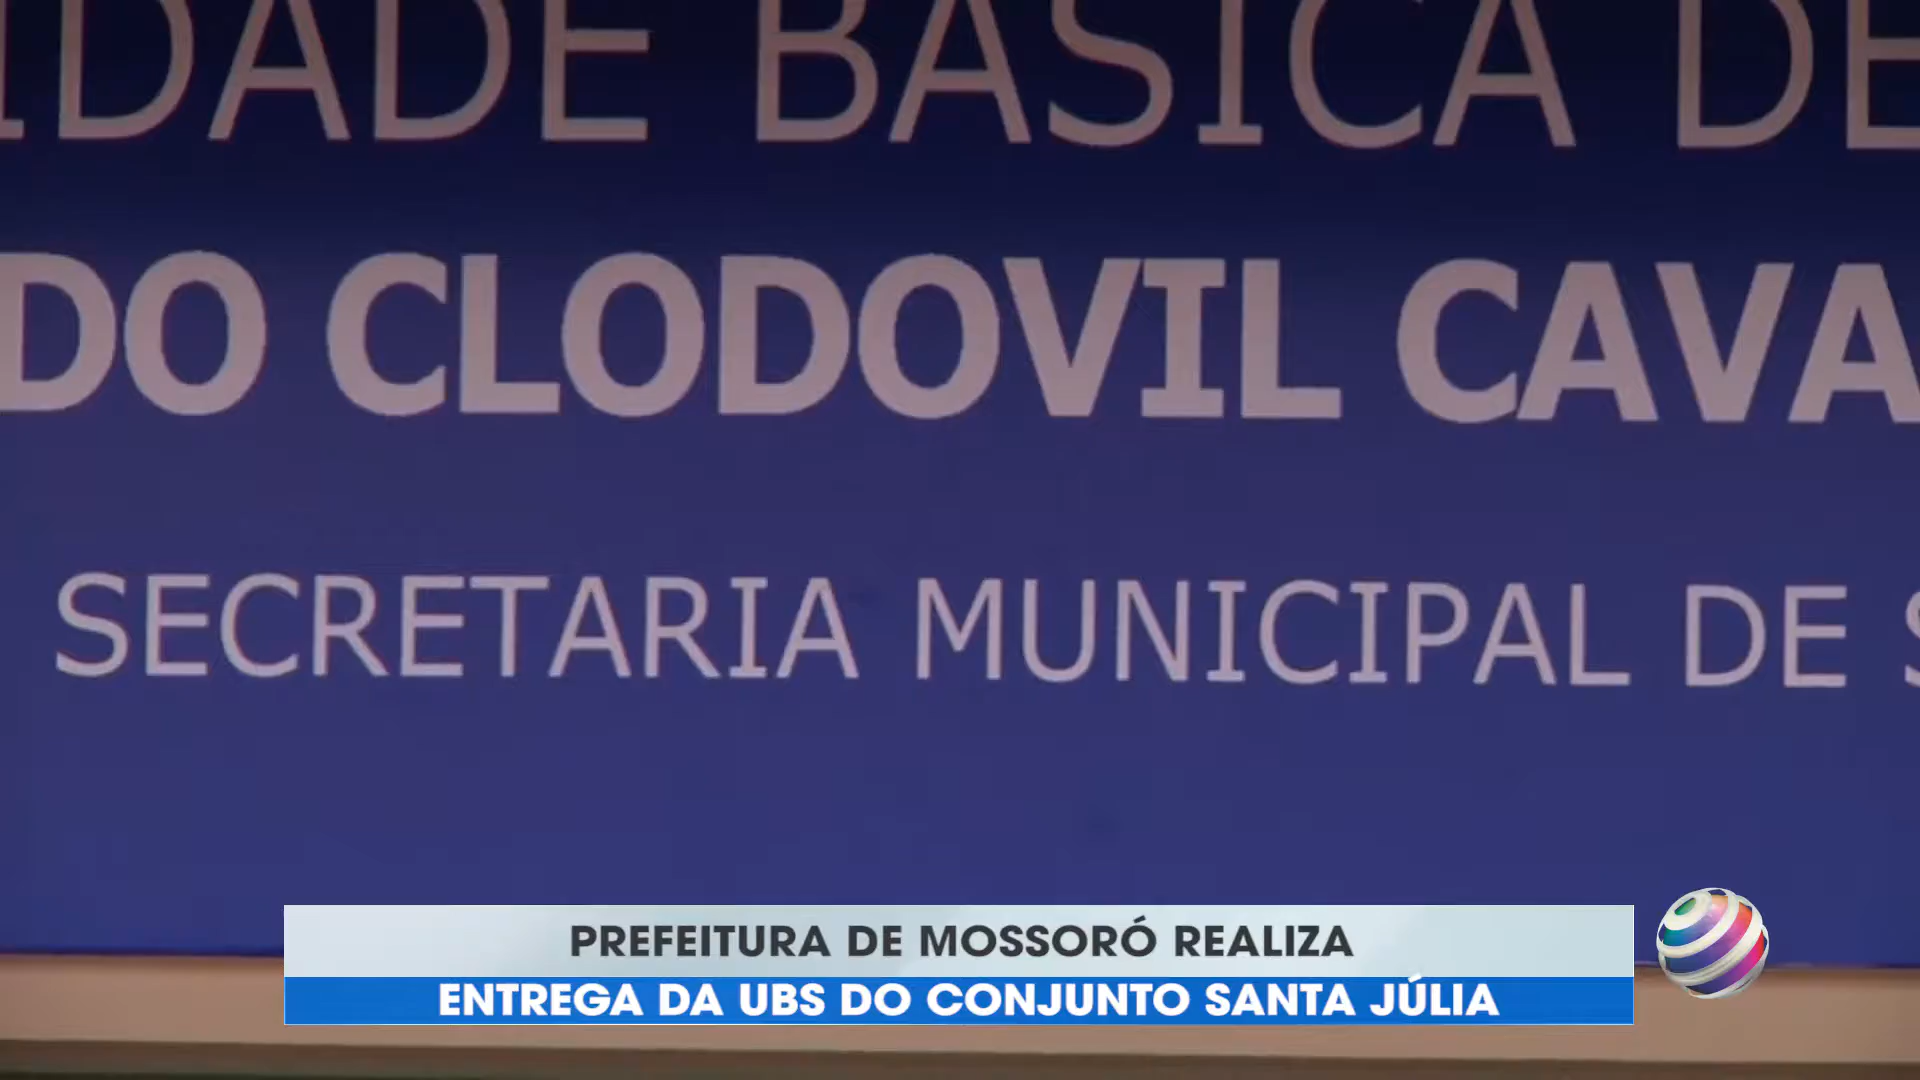 IDADE BÁSICA DE
DO CLODOVIL CAVA
SECRETARIA MUNICIPAL DE S
PREFEITURA DE MOSSORÓ REALIZA
ENTREGA DA UBS DO CONJUNTO SANTA JÚLIA